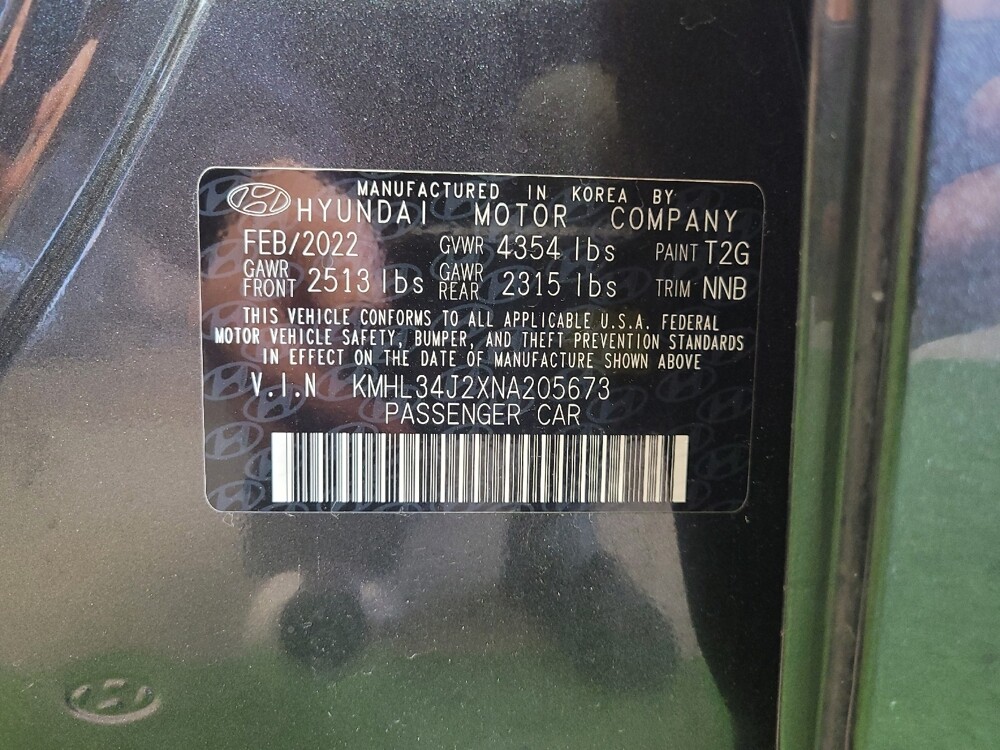 MANUFACTURED IN KOREA BY
HYUNDAI MOTOR COMPANY
FEB/2022 GVWR 4354 lbs PAINT T2G
GAWR FRONT 2513 lbs GAWR REAR 2315 lbs TRIM NNB
THIS VEHICLE CONFORMS TO ALL APPLICABLE U.S.A. FEDERAL
MOTOR VEHICLE SAFETY, BUMPER, AND THEFT PREVENTION STANDARDS
IN EFFECT ON THE DATE OF MANUFACTURE SHOWN ABOVE
V.I.N KMHL34J2XNA205673
PASSENGER CAR